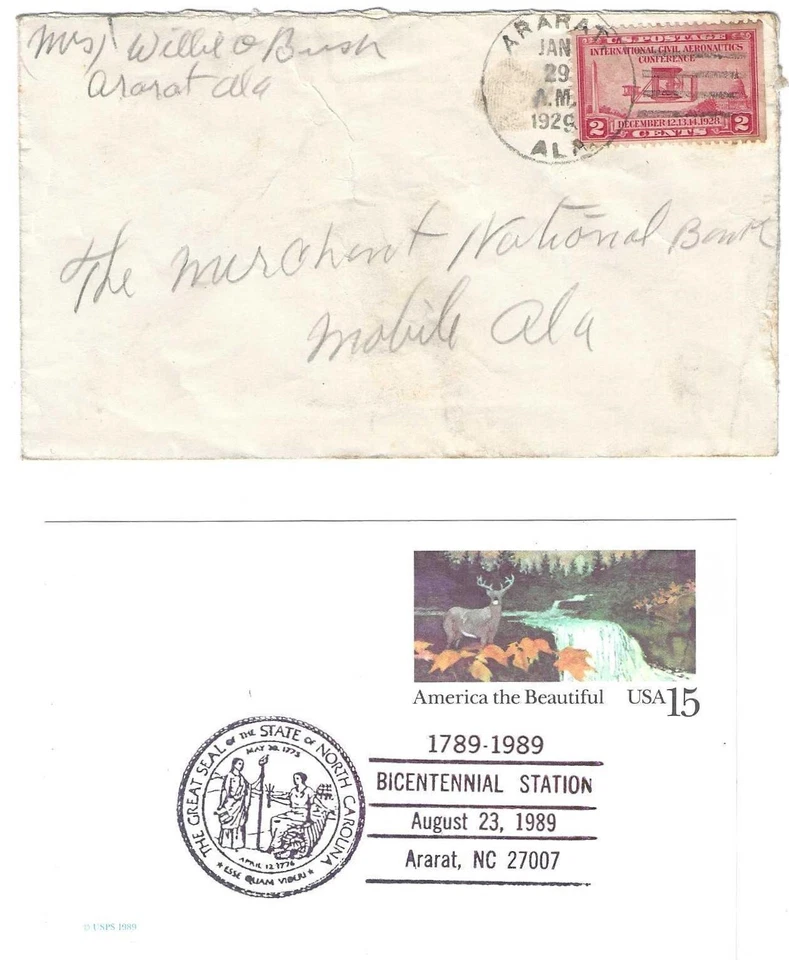 Mrs Willie O Bush
Ararat Ala
ARARAT
JAN
29
A.M.
1929
ALA.
U.S. POSTAGE
INTERNATIONAL CIVIL AERONAUTICS
CONFERENCE
DECEMBER 12.13.14.1928
2 CENTS 2
The Merchant National Bank
Mobile Ala
America the Beautiful USA 15
THE GREAT SEAL OF THE STATE OF NORTH CAROLINA
MAY 20, 1775
APRIL 12 1776
ESSE QUAM VIDERI
1789-1989
BICENTENNIAL STATION
August 23, 1989
Ararat, NC 27007
© USPS 1989